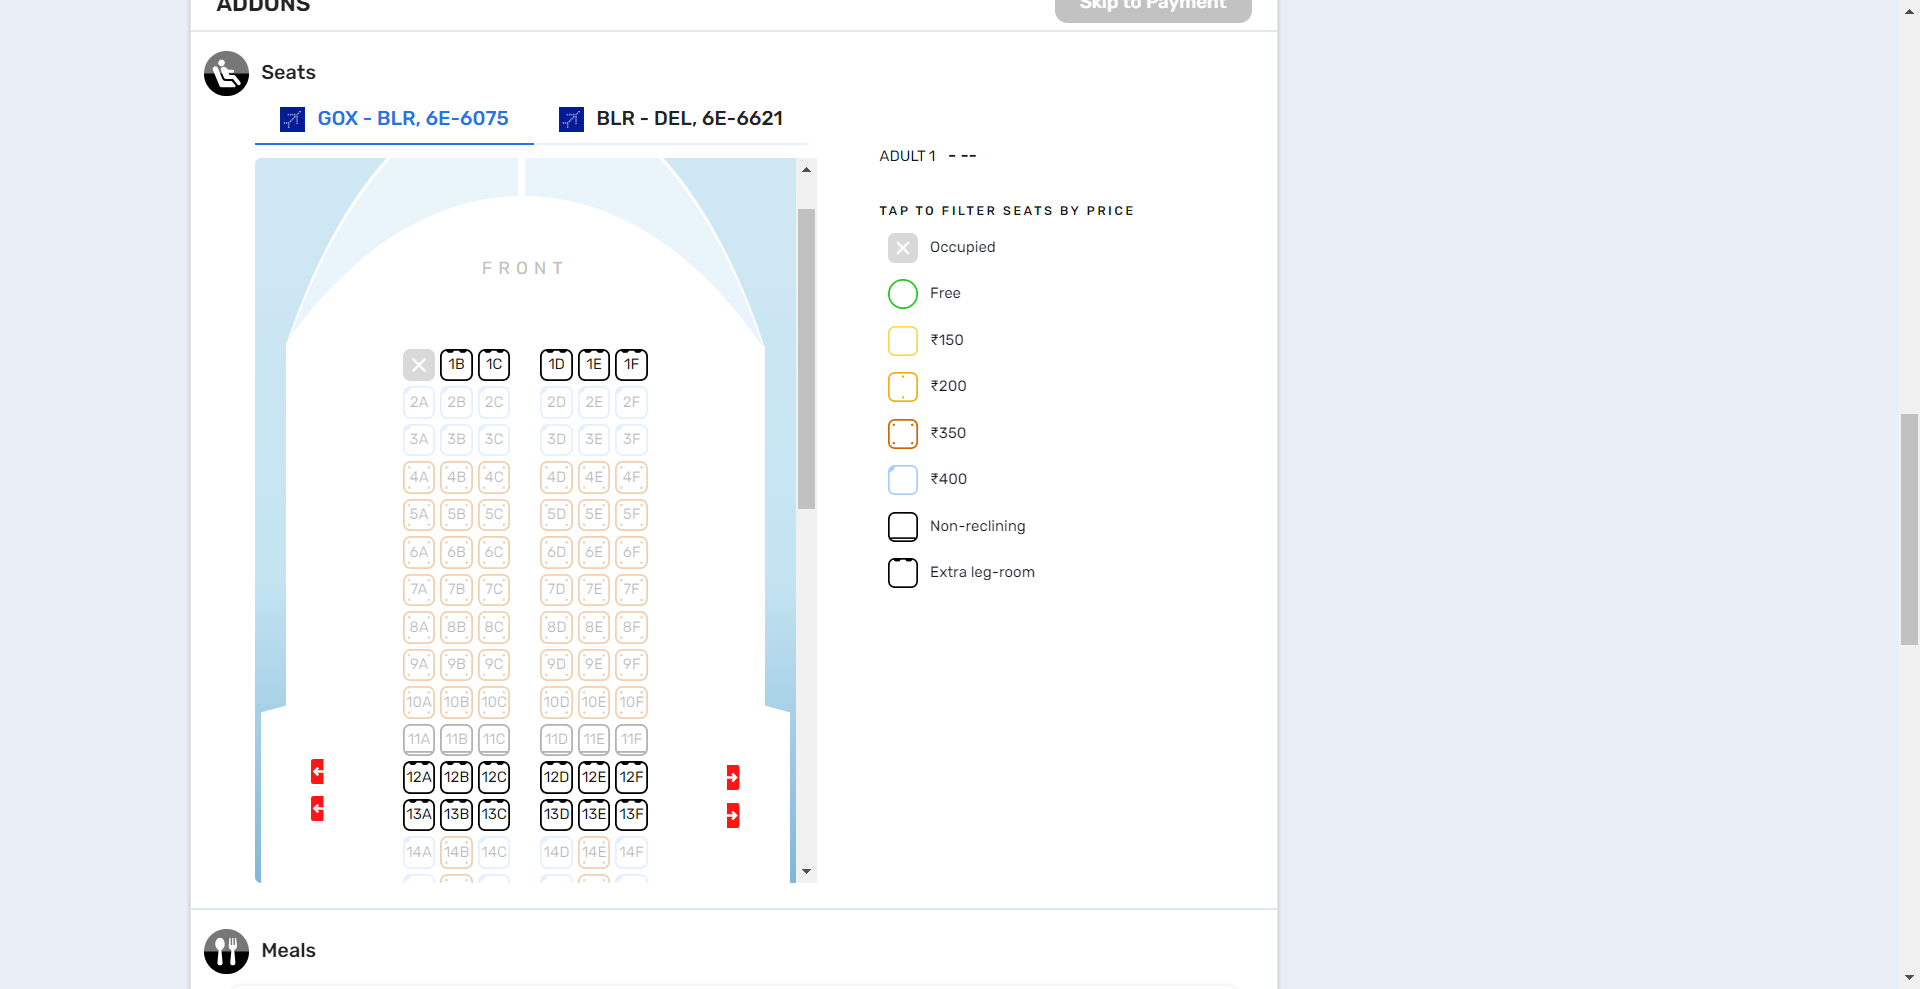 ADDONS
Skip to Payment
Seats
GOX - BLR, 6E-6075
BLR - DEL, 6E-6621
ADULT 1 - --
TAP TO FILTER SEATS BY PRICE
Occupied
Free
₹150
₹200
₹350
₹400
Non-reclining
Extra leg-room
FRONT
1B 1C 1D 1E 1F
2A 2B 2C 2D 2E 2F
3A 3B 3C 3D 3E 3F
4A 4B 4C 4D 4E 4F
5A 5B 5C 5D 5E 5F
6A 6B 6C 6D 6E 6F
7A 7B 7C 7D 7E 7F
8A 8B 8C 8D 8E 8F
9A 9B 9C 9D 9E 9F
10A 10B 10C 10D 10E 10F
11A 11B 11C 11D 11E 11F
12A 12B 12C 12D 12E 12F
13A 13B 13C 13D 13E 13F
14A 14B 14C 14D 14E 14F
Meals